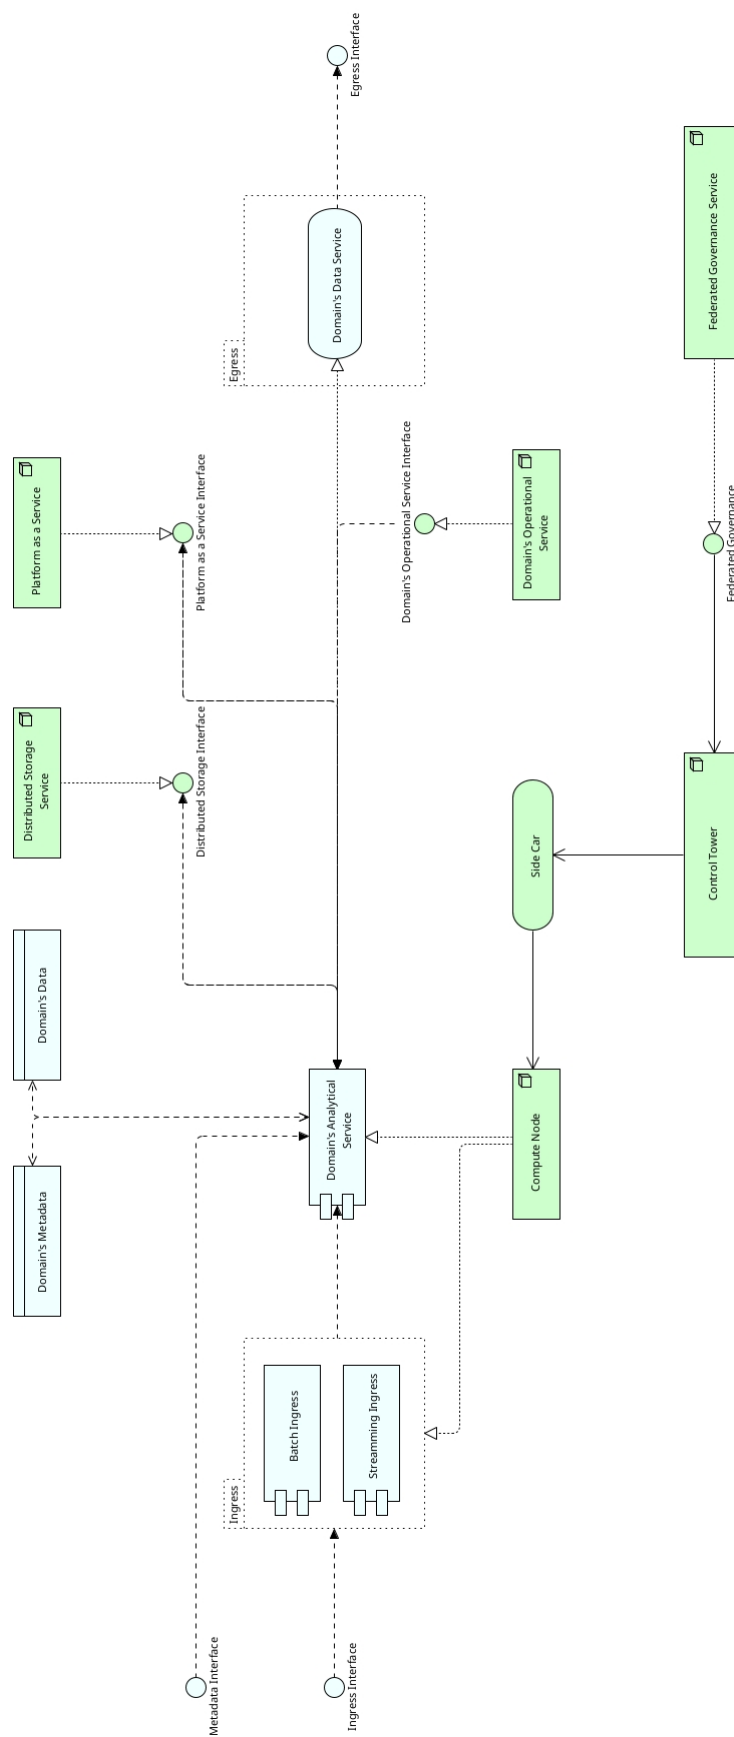 Egress Interface
Federated Governance Service
Domain's Data Service
Egress
Platform as a Service
Platform as a Service Interface
Domain's Operational Service Interface
Domain's Operational
Service
Federated Governance
Distributed Storage
Service
Distributed Storage Interface
Side Car
Control Tower
Domain's Data
Domain's Analytical
Service
Compute Node
Domain's Metadata
Ingress
Batch Ingress
Streamming Ingress
Metadata Interface
Ingress Interface